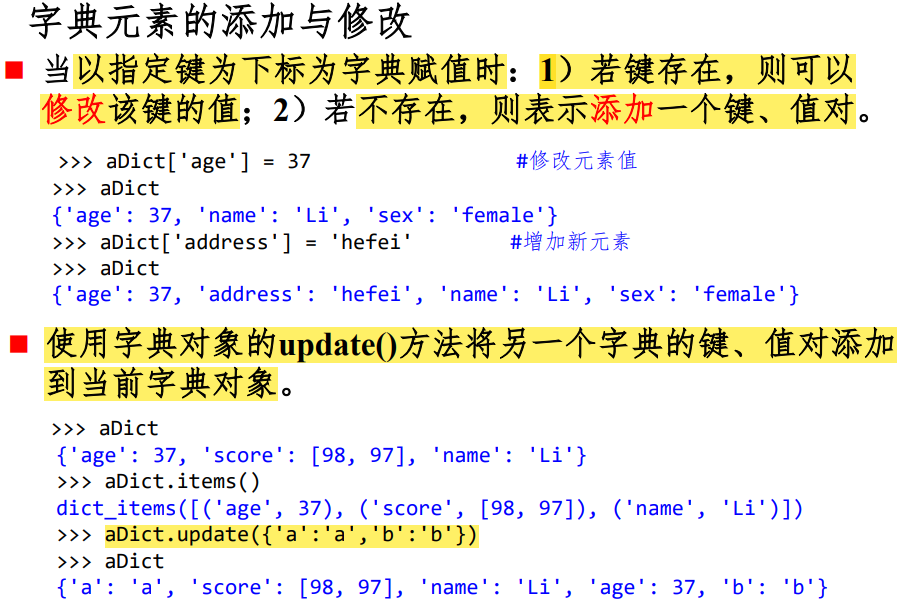 字典元素的添加与修改
当以指定键为下标为字典赋值时：1）若键存在，则可以
修改该键的值；2）若不存在，则表示添加一个键、值对。
>>> aDict['age'] = 37 #修改元素值
>>> aDict
{'age': 37, 'name': 'Li', 'sex': 'female'}
>>> aDict['address'] = 'hefei' #增加新元素
>>> aDict
{'age': 37, 'address': 'hefei', 'name': 'Li', 'sex': 'female'}
使用字典对象的update()方法将另一个字典的键、值对添加
到当前字典对象。
>>> aDict
{'age': 37, 'score': [98, 97], 'name': 'Li'}
>>> aDict.items()
dict_items([('age', 37), ('score', [98, 97]), ('name', 'Li')])
>>> aDict.update({'a':'a','b':'b'})
>>> aDict
{'a': 'a', 'score': [98, 97], 'name': 'Li', 'age': 37, 'b': 'b'}